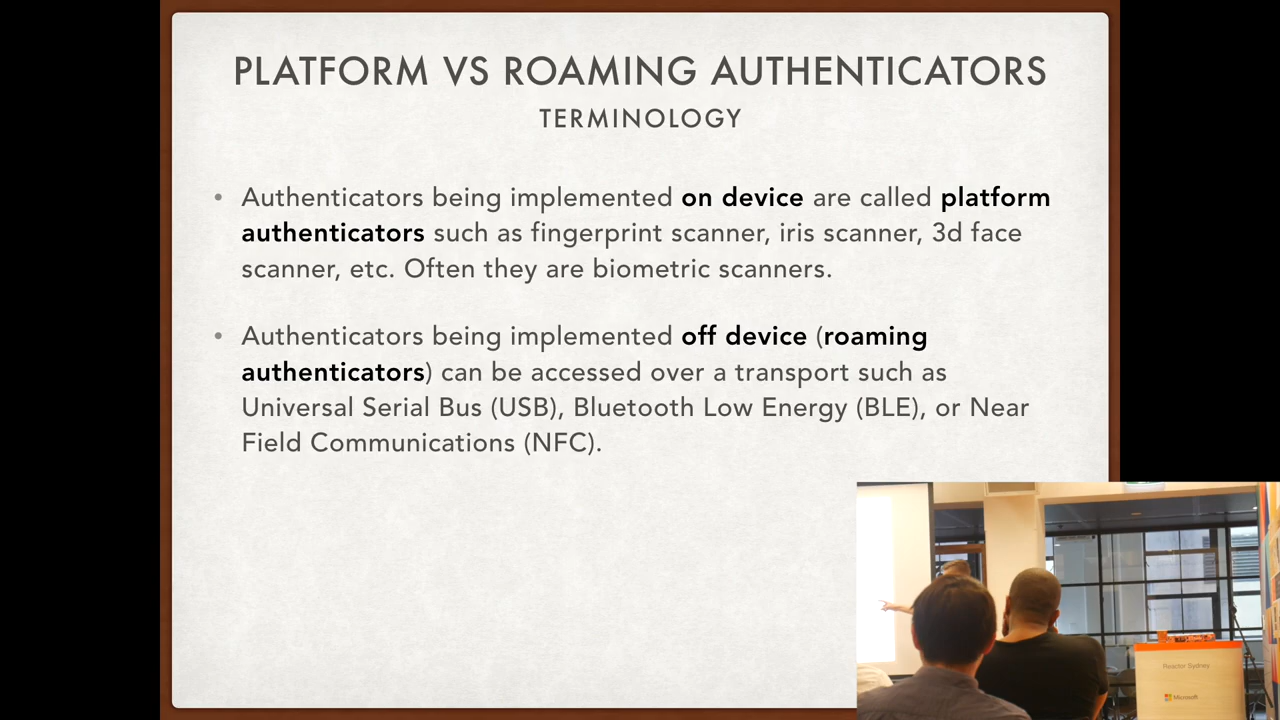 PLATFORM VS ROAMING AUTHENTICATORS
TERMINOLOGY
• Authenticators being implemented on device are called platform
authenticators such as fingerprint scanner, iris scanner, 3d face
scanner, etc. Often they are biometric scanners.
• Authenticators being implemented off device (roaming
authenticators) can be accessed over a transport such as
Universal Serial Bus (USB), Bluetooth Low Energy (BLE), or Near
Field Communications (NFC).
Reactor Sydney
Microsoft